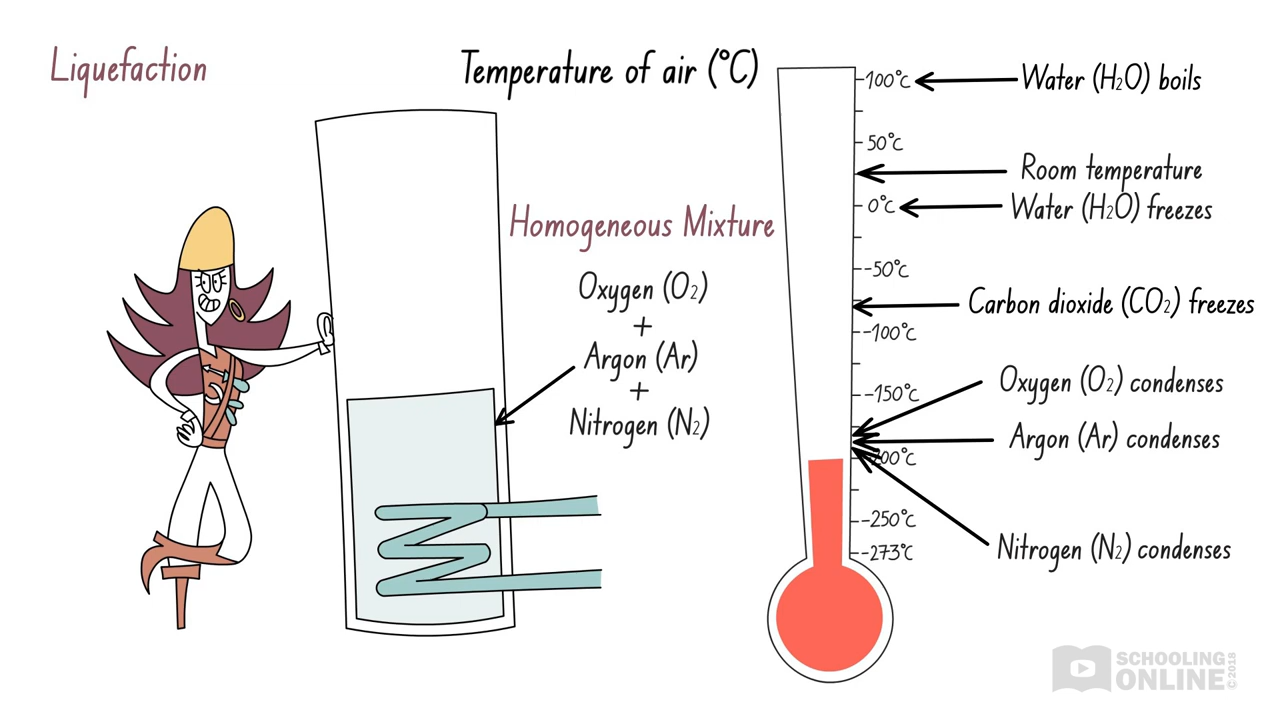 Liquefaction
Temperature of air (°C)
Homogeneous Mixture
Oxygen (O₂)
+
Argon (Ar)
+
Nitrogen (N₂)
100°C
50°C
0°C
-50°C
-100°C
-150°C
-200°C
-250°C
-273°C
Water (H₂O) boils
Room temperature
Water (H₂O) freezes
Carbon dioxide (CO₂) freezes
Oxygen (O₂) condenses
Argon (Ar) condenses
Nitrogen (N₂) condenses
SCHOOLING
ONLINE
©2018